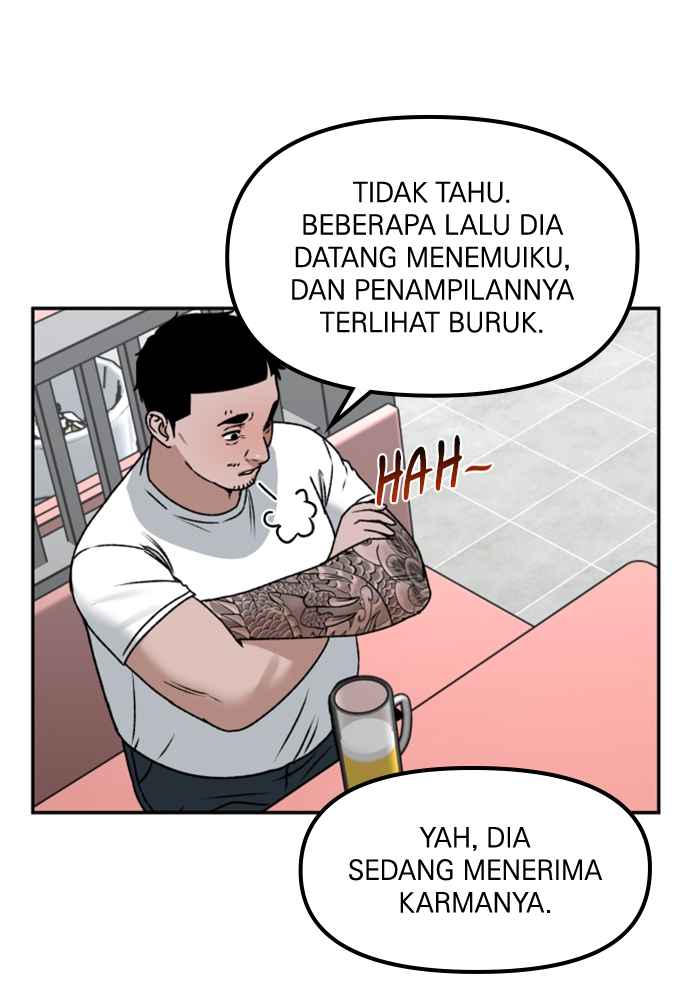 TIDAK TAHU.
BEBERAPA LALU DIA
DATANG MENEMUIKU,
DAN PENAMPILANNYA
TERLIHAT BURUK.
HAH~
YAH, DIA
SEDANG MENERIMA
KARMANYA.